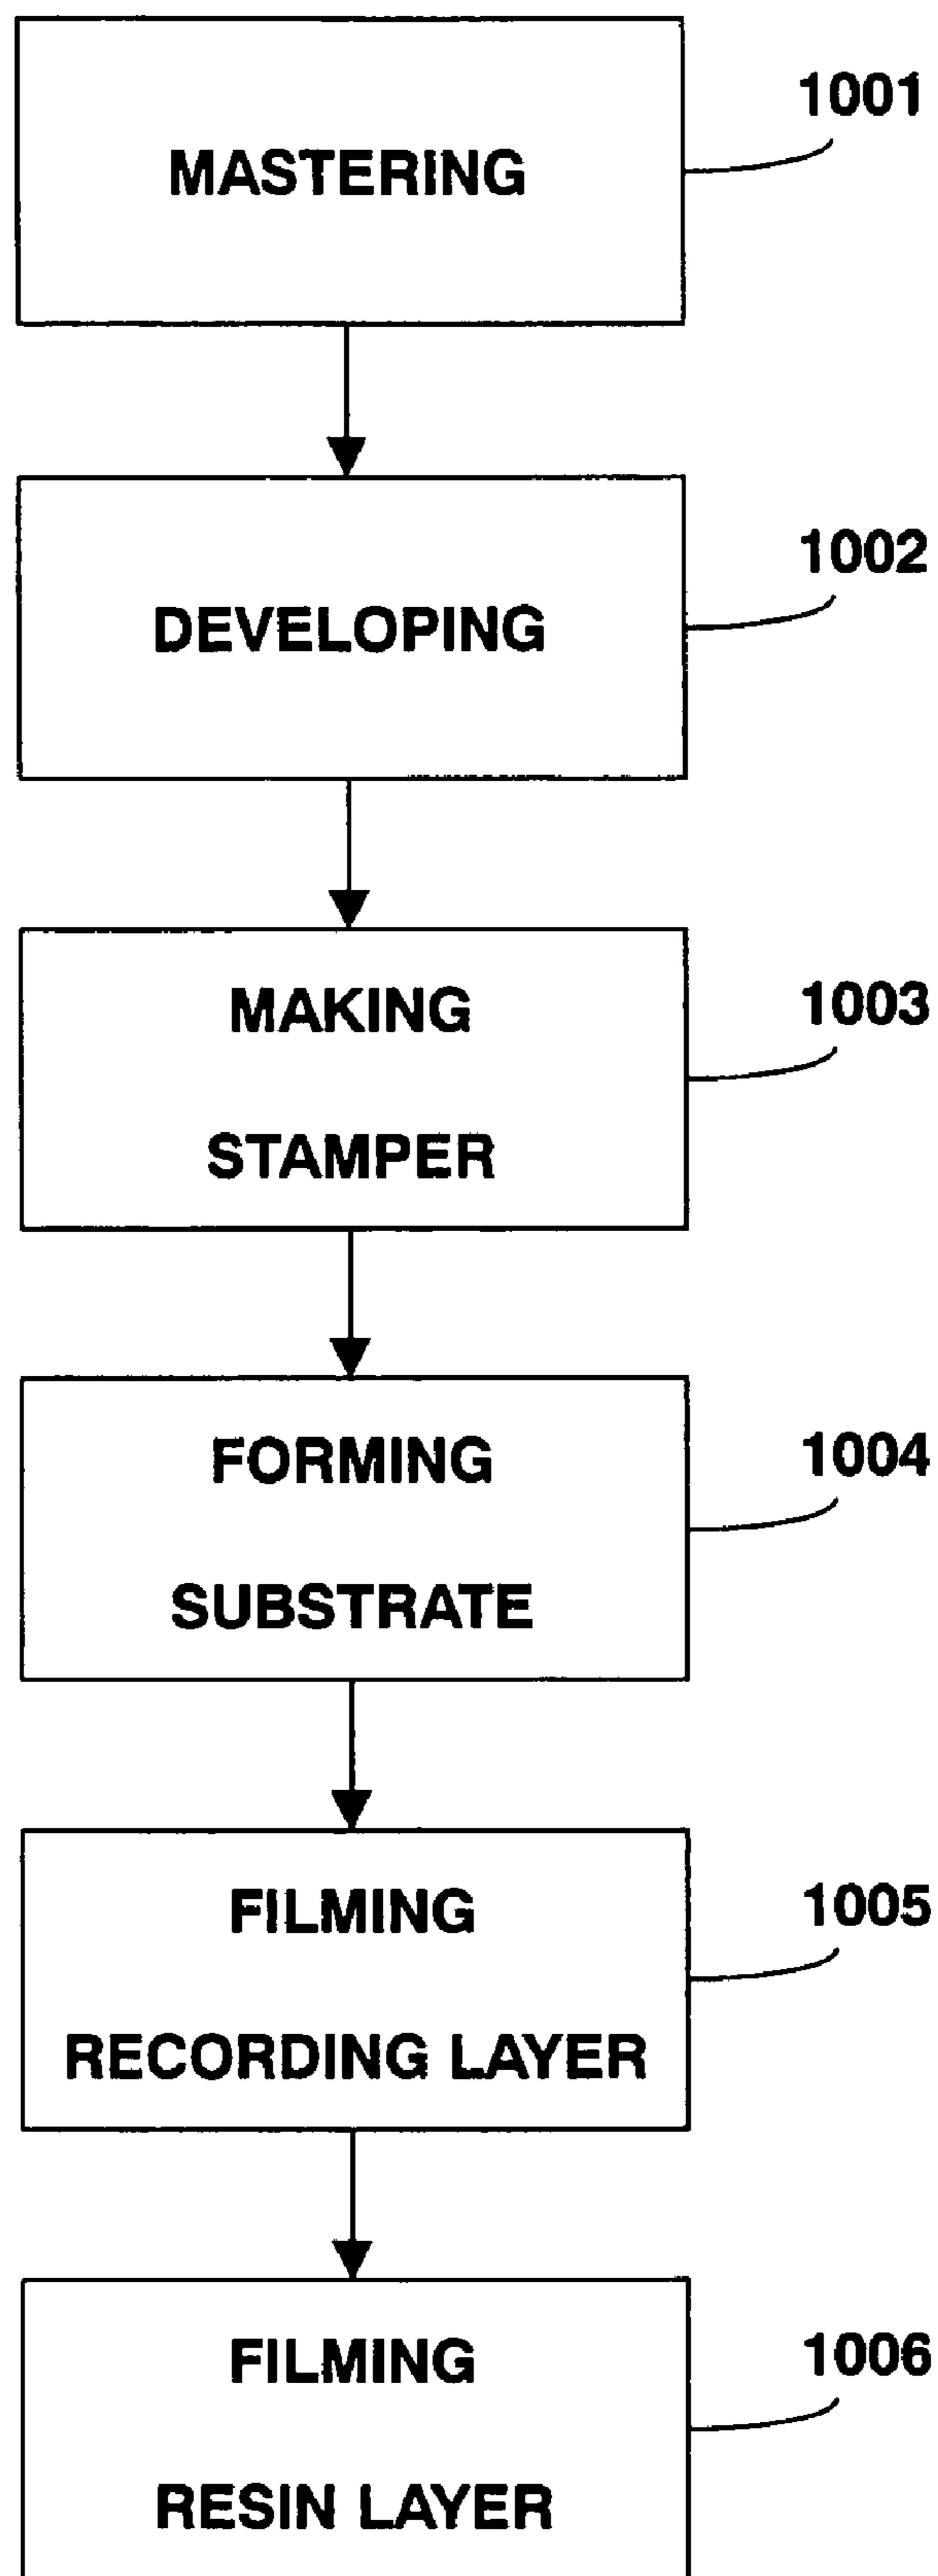 MASTERING
1001
DEVELOPING
1002
MAKING
STAMPER
1003
FORMING
SUBSTRATE
1004
FILMING
RECORDING LAYER
1005
FILMING
RESIN LAYER
1006